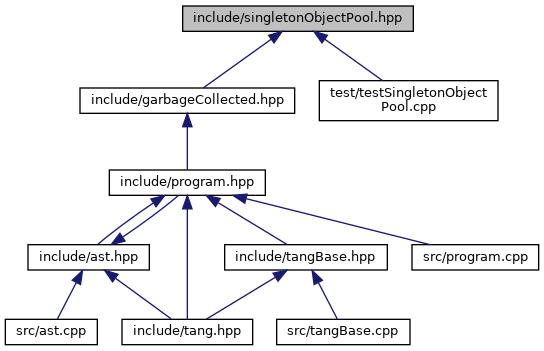 include/singletonObjectPool.hpp
include/garbageCollected.hpp
test/testSingletonObject
Pool.cpp
include/program.hpp
include/ast.hpp
include/tangBase.hpp
src/program.cpp
src/ast.cpp
include/tang.hpp
src/tangBase.cpp